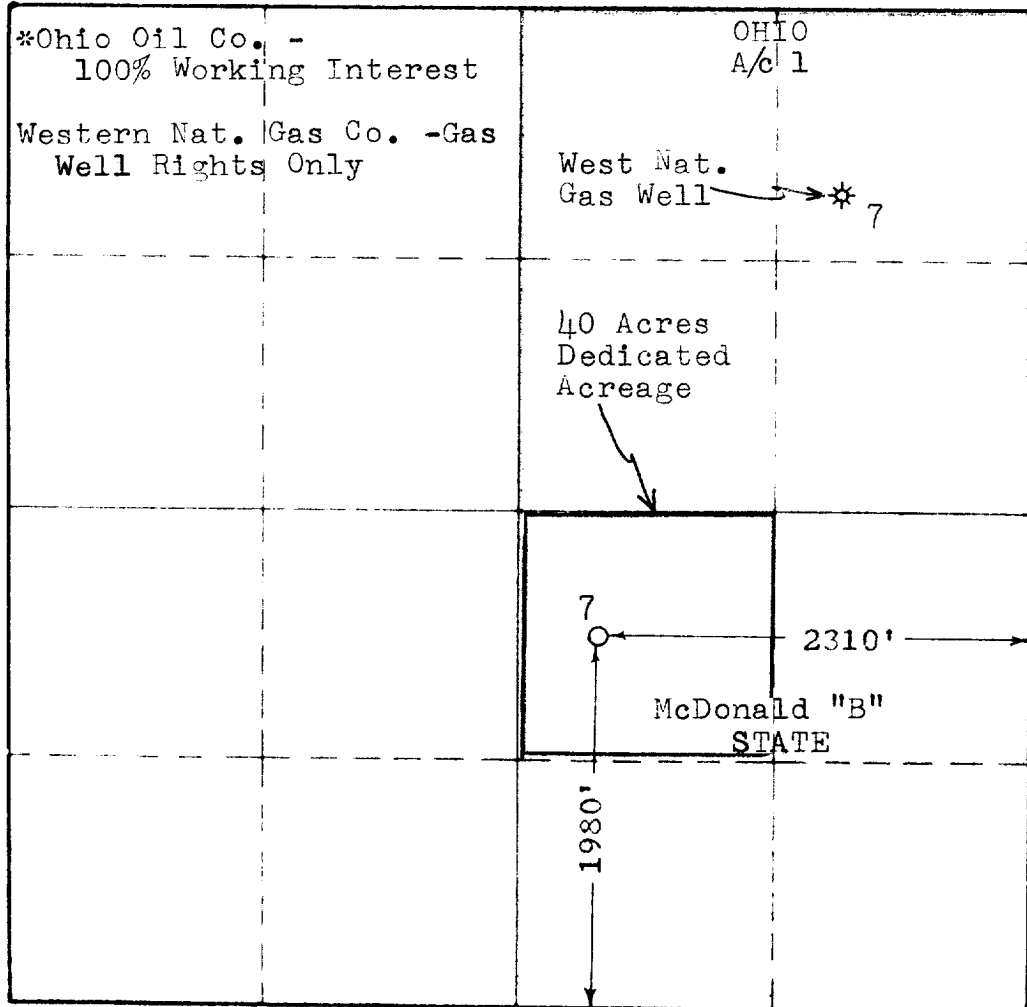 *Ohio Oil Co. -
100% Working Interest
Western Nat. Gas Co. -Gas
Well Rights Only
OHIO
A/c 1
West Nat.
Gas Well
7
40 Acres
Dedicated
Acreage
7
2310'
McDonald "B"
STATE
1980'